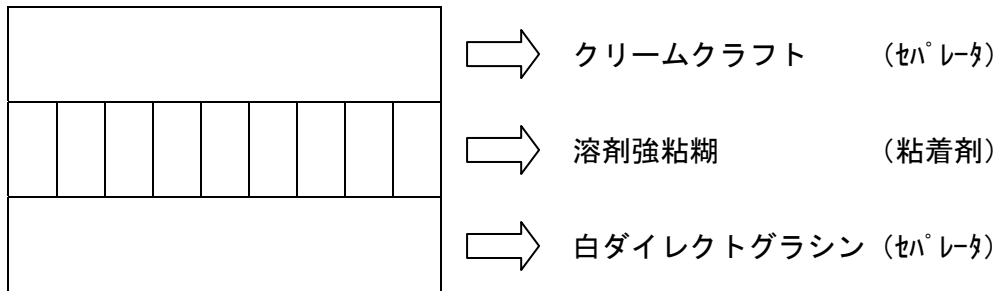 クリームクラフト （ｾﾊﾟﾚｰﾀ）
溶剤強粘糊 （粘着剤）
白ダイレクトグラシン （ｾﾊﾟﾚｰﾀ）